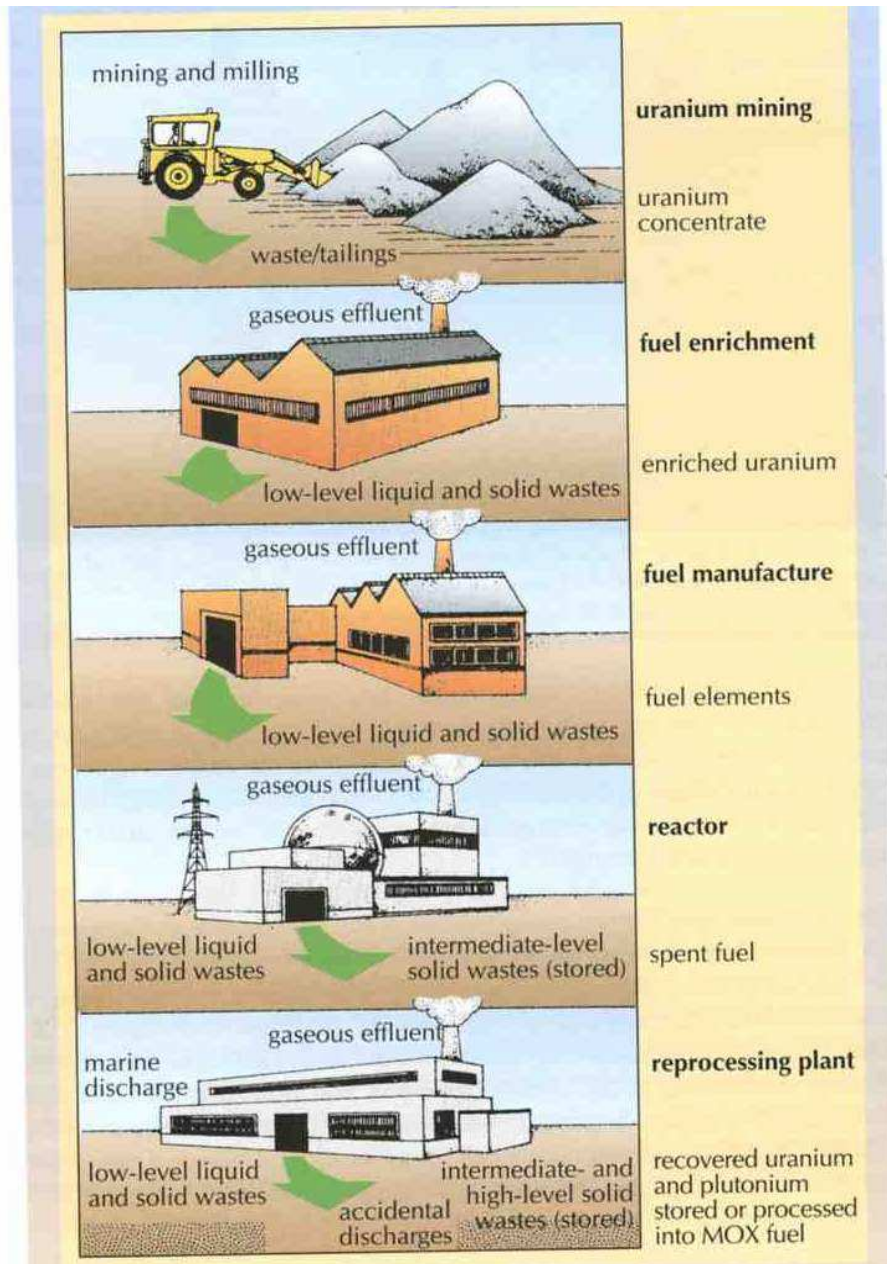 mining and milling
uranium mining
uranium
concentrate
waste/tailings
gaseous effluent
fuel enrichment
enriched uranium
low-level liquid and solid wastes
gaseous effluent
fuel manufacture
fuel elements
low-level liquid and solid wastes
gaseous effluent
reactor
low-level liquid
and solid wastes
intermediate-level
solid wastes (stored)
spent fuel
gaseous effluent
marine
discharge
reprocessing plant
low-level liquid
and solid wastes
accidental
discharges
intermediate- and
high-level solid
wastes (stored)
recovered uranium
and plutonium
stored or processed
into MOX fuel